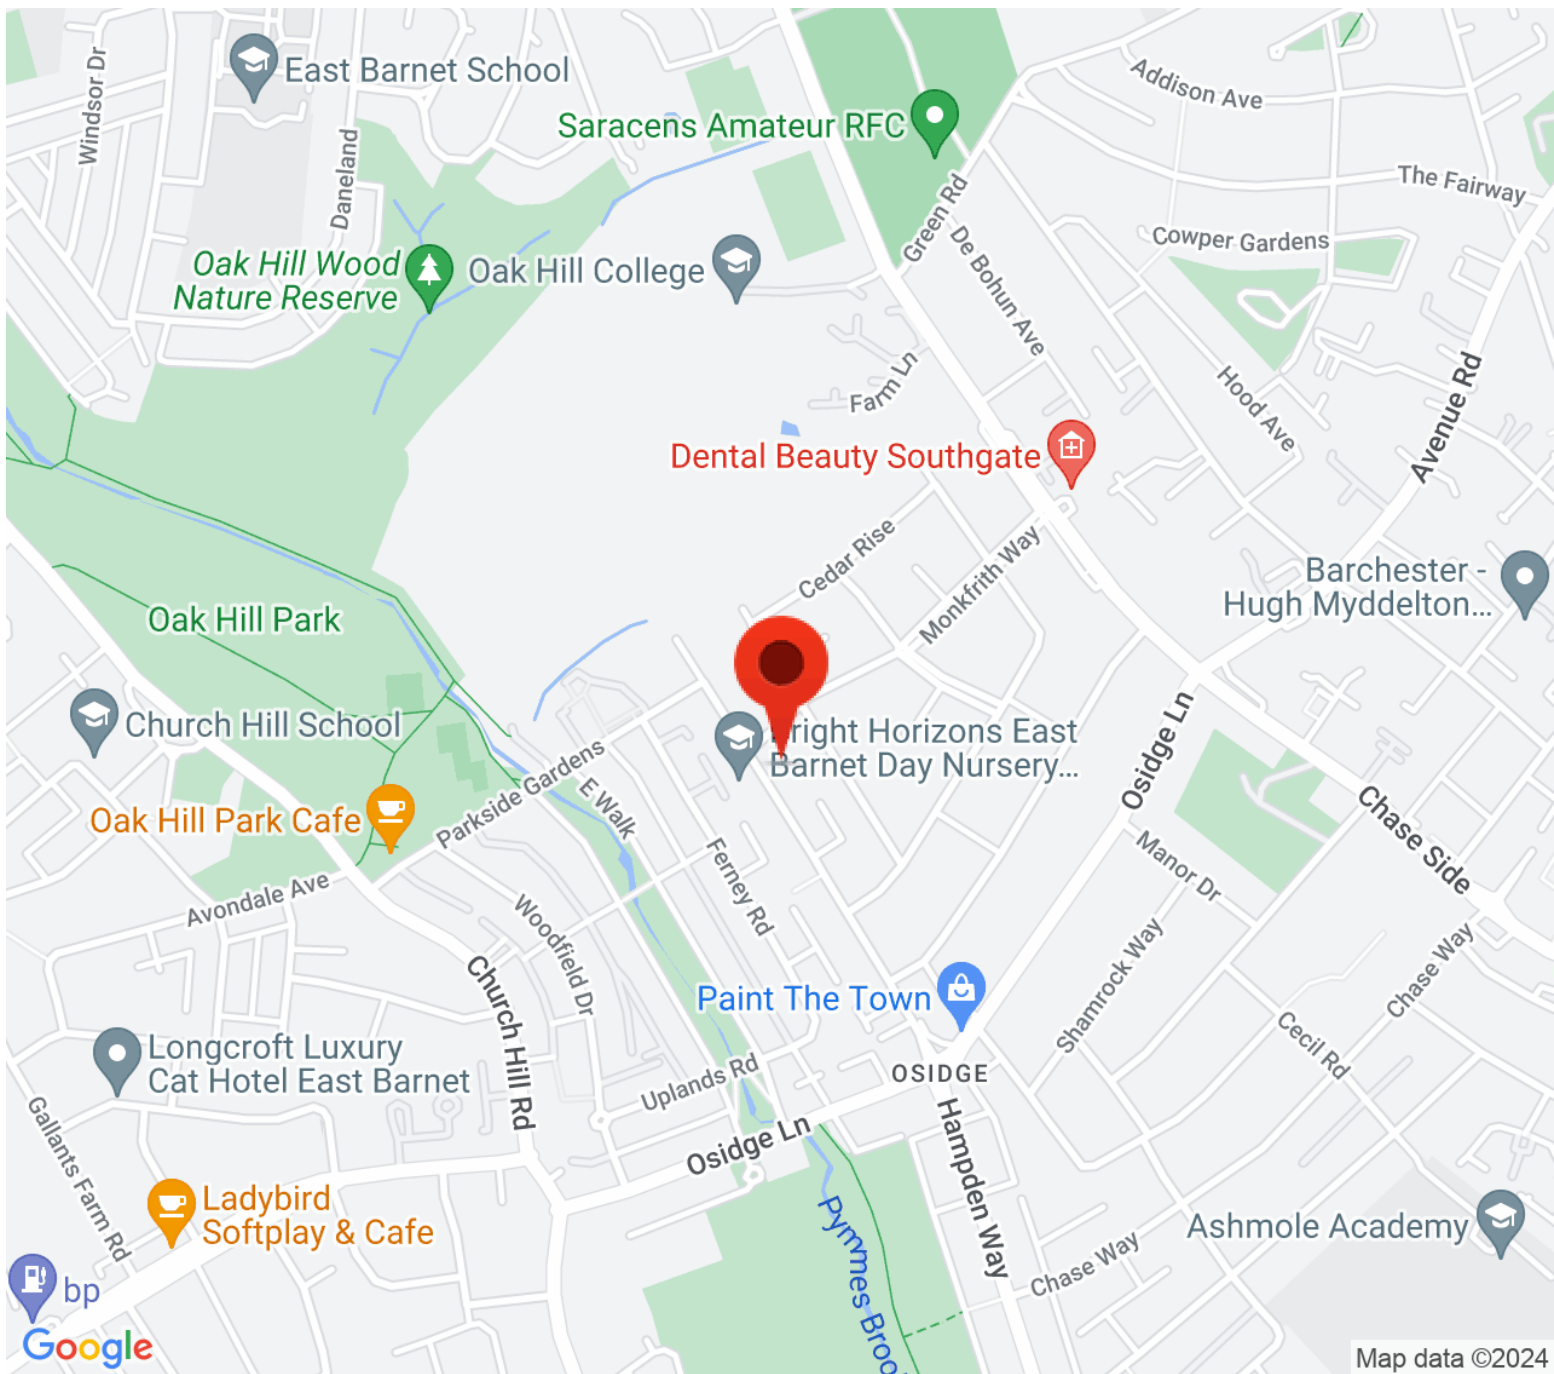 Windsor Dr
East Barnet School
Addison Ave
Saracens Amateur RFC
Daneland
The Fairway
Green Rd
De Bohun Ave
Cowper Gardens
Oak Hill Wood
Nature Reserve
Oak Hill College
Farm Ln
Hood Ave
Avenue Rd
Dental Beauty Southgate
Cedar Rise
Monkfrith Way
Barchester -
Hugh Myddelton...
Oak Hill Park
Church Hill School
Bright Horizons East
Barnet Day Nursery...
Osidge Ln
Parkside Gardens
E Walk
Oak Hill Park Cafe
Chase Side
Manor Dr
Avondale Ave
Ferney Rd
Woodfield Dr
Shamrock Way
Chase Way
Church Hill Rd
Paint The Town
Cecil Rd
Longcroft Luxury
Cat Hotel East Barnet
OSIDGE
Uplands Rd
Gallants Farm Rd
Osidge Ln
Hampden Way
Ladybird
Softplay & Cafe
Pymmes Broo
Ashmole Academy
Chase Way
bp
Google
Map data ©2024